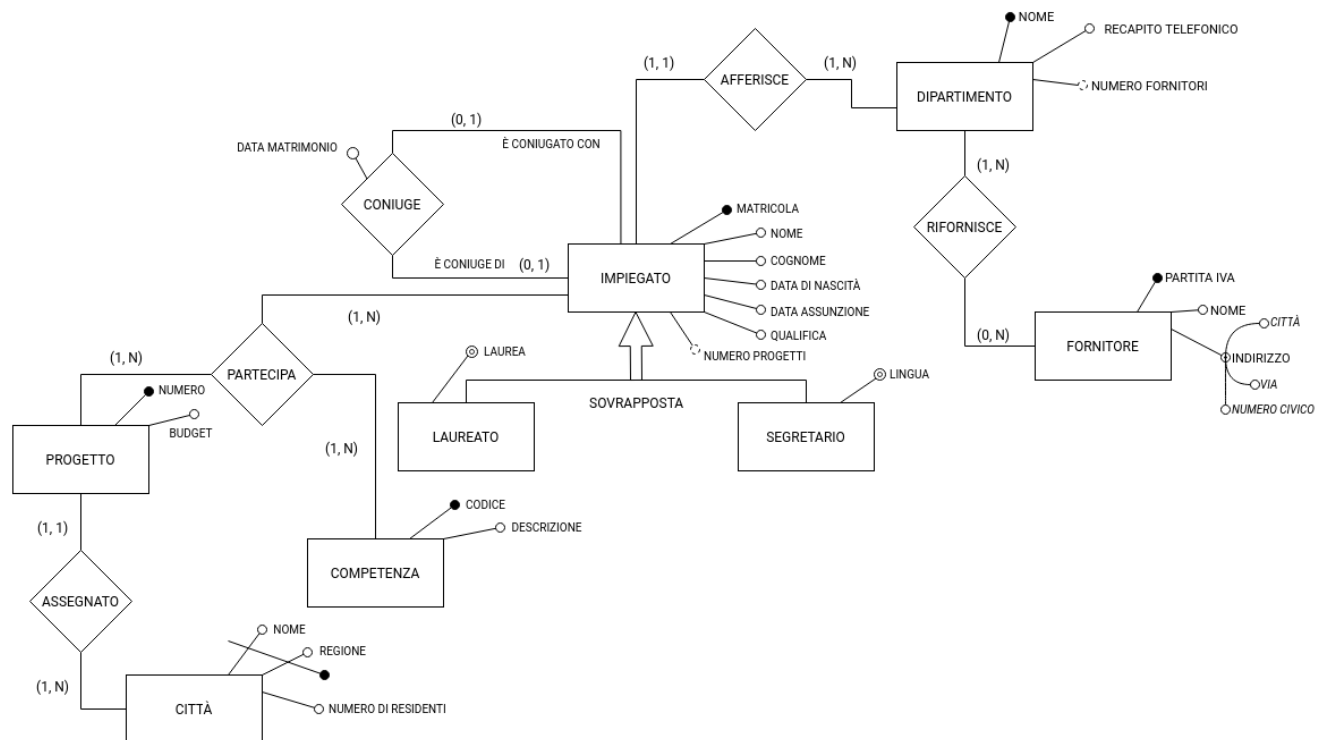 NOME
RECAPITO TELEFONICO
(1, 1)
AFFERISCE
(1, N)
NUMERO FORNITORI
DIPARTIMENTO
(0, 1)
È CONIUGATO CON
DATA MATRIMONIO
(1, N)
CONIUGE
MATRICOLA
RIFORNISCE
NOME
COGNOME
È CONIUGE DI
(0, 1)
IMPIEGATO
DATA DI NASCITÀ
PARTITA IVA
DATA ASSUNZIONE
NOME
(1, N)
CITTÀ
QUALIFICA
(0, N)
FORNITORE
LAUREA
NUMERO PROGETTI
INDIRIZZO
(1, N)
PARTECIPA
LINGUA
VIA
NUMERO
SOVRAPPOSTA
NUMERO CIVICO
BUDGET
LAUREATO
SEGRETARIO
(1, N)
PROGETTO
CODICE
(1, 1)
DESCRIZIONE
COMPETENZA
ASSEGNATO
NOME
REGIONE
(1, N)
CITTÀ
NUMERO DI RESIDENTI